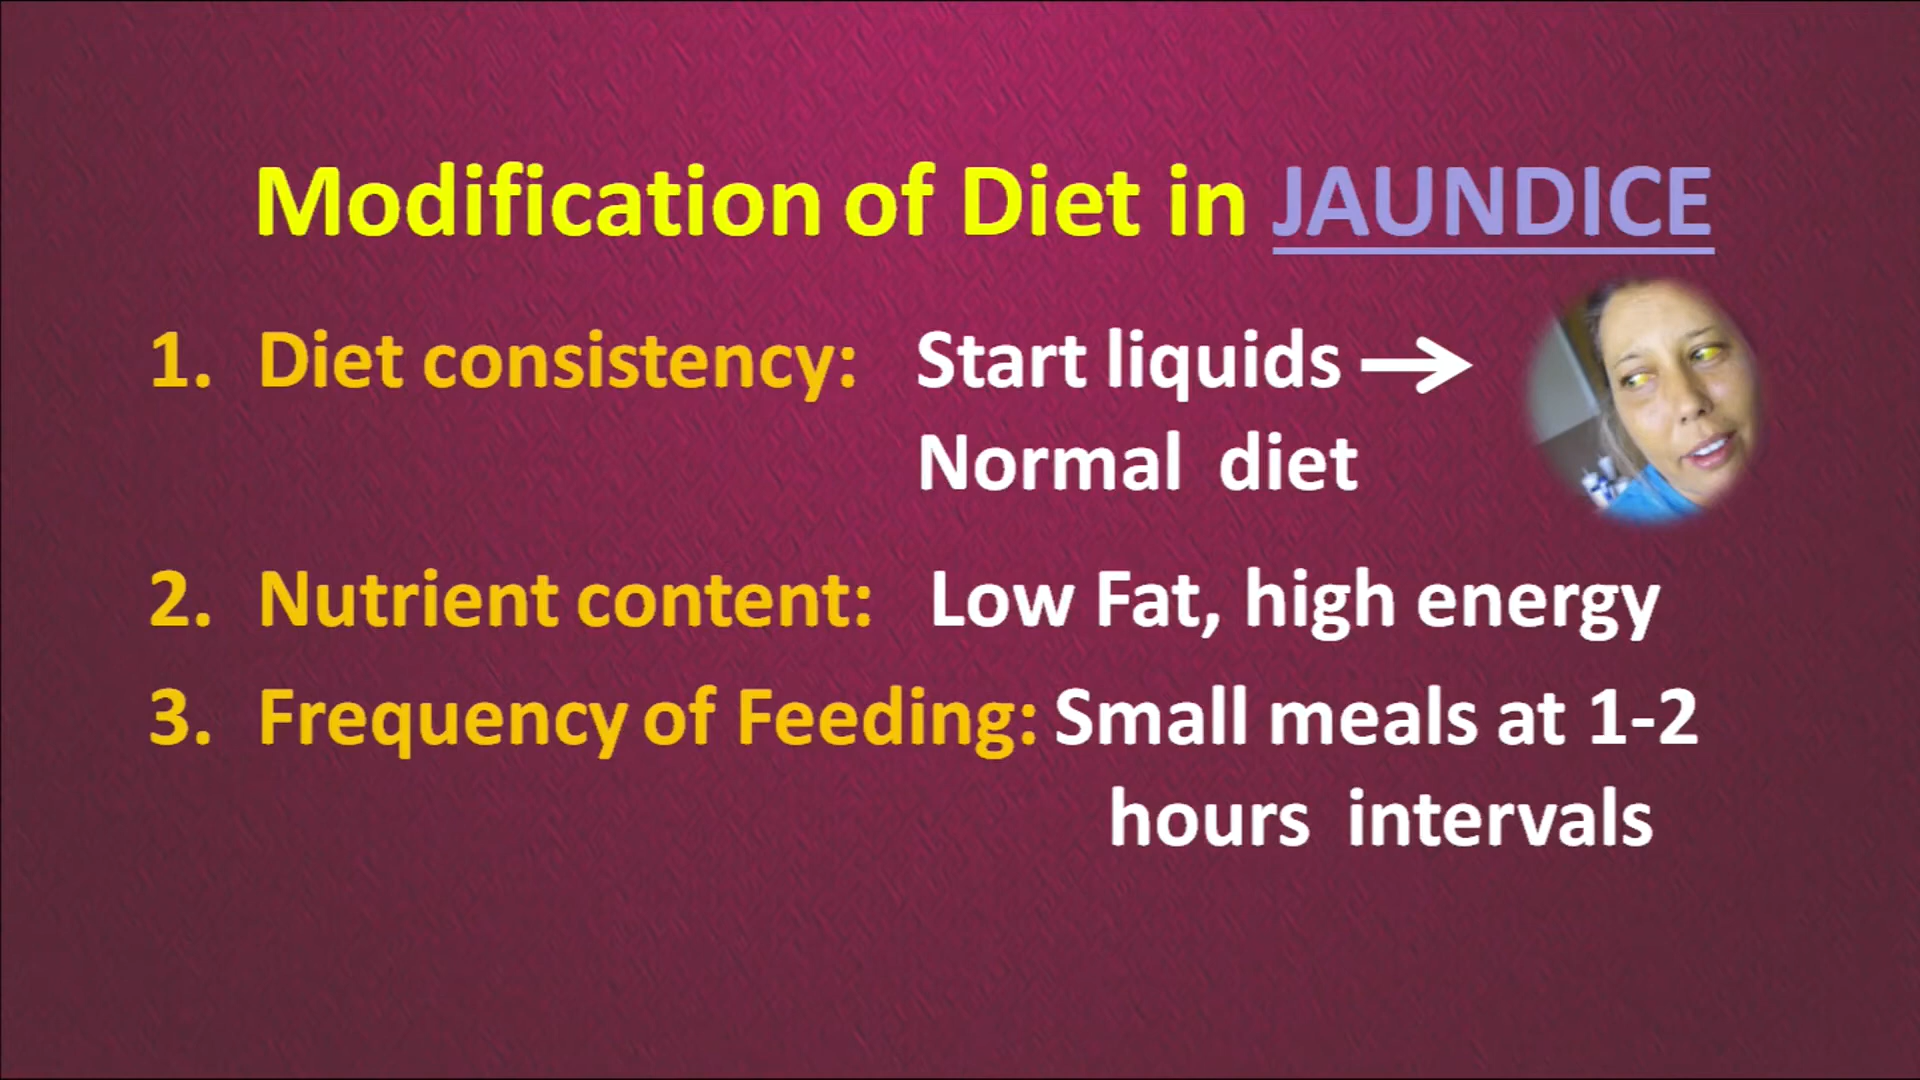 Modification of Diet in JAUNDICE
1. Diet consistency: Start liquids →
Normal diet
2. Nutrient content: Low Fat, high energy
3. Frequency of Feeding: Small meals at 1-2
hours intervals